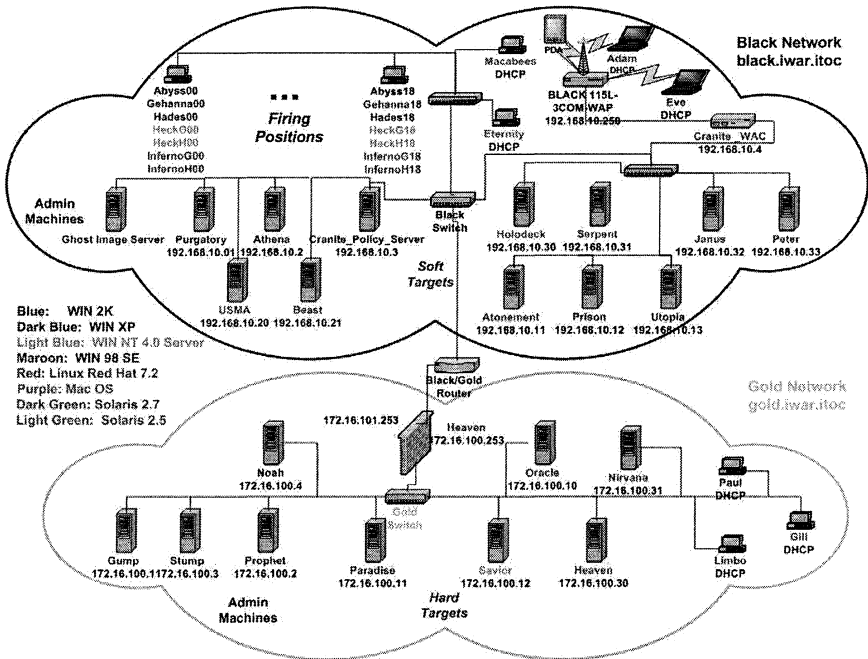 Black Network
black.iwar.itoc
Macabees
DHCP
PDA
Adam
DHCP
Eve
DHCP
BLACK 115L-
3COM-WAP
192.168.10.250
Cranite_WAC
192.168.10.4
Abyss00
Gehanna00
Hades00
HeckG00
HeckH00
InfernoG00
InfernoH00
...
Firing
Positions
Abyss18
Gehanna18
Hades18
HeckG18
HeckH18
InfernoG18
InfernoH18
Eternity
DHCP
Admin
Machines
Ghost Image Server
Purgatory
192.168.10.01
Athena
192.168.10.2
Cranite_Policy_Server
192.168.10.3
Black
Switch
Holodeck
192.168.10.30
Serpent
192.168.10.31
Janus
192.168.10.32
Peter
192.168.10.33
Soft
Targets
USMA
192.168.10.20
Beast
192.168.10.21
Atonement
192.168.10.11
Prison
192.168.10.12
Utopia
192.168.10.13
Blue: WIN 2K
Dark Blue: WIN XP
Light Blue: WIN NT 4.0 Server
Maroon: WIN 98 SE
Red: Linux Red Hat 7.2
Purple: Mac OS
Dark Green: Solaris 2.7
Light Green: Solaris 2.5
Black/Gold
Router
Gold Network
gold.iwar.itoc
172.16.101.253
Heaven
172.16.100.253
Noah
172.16.100.4
Oracle
172.16.100.10
Nirvana
172.16.100.31
Paul
DHCP
Gold
Switch
Gill
DHCP
Gump
172.16.100.11
Stump
172.16.100.3
Prophet
172.16.100.2
Paradise
172.16.100.11
Savior
172.16.100.12
Heaven
172.16.100.30
Limbo
DHCP
Admin
Machines
Hard
Targets